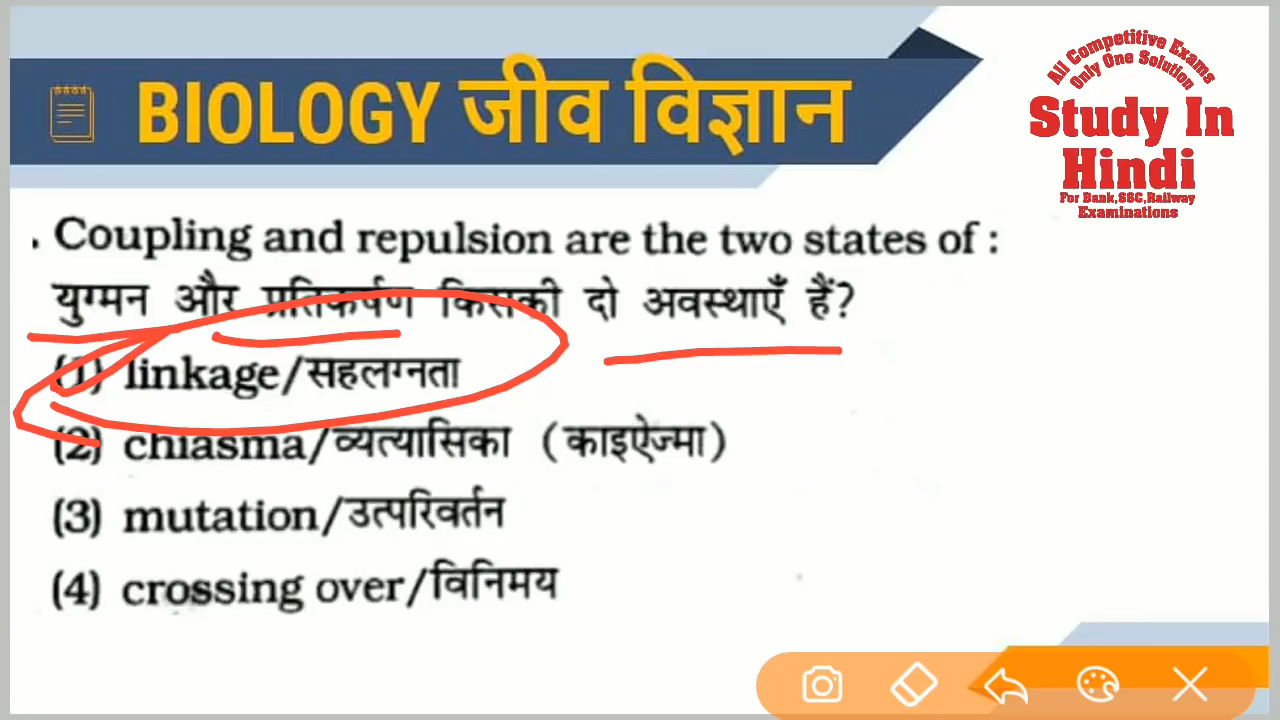 BIOLOGY जीव विज्ञान
All Competitive Exams
Only One Solution
Study In
Hindi
For Bank,SSC,Railway
Examinations
. Coupling and repulsion are the two states of :
युग्मन और प्रतिकर्षण किसकी दो अवस्थाएँ हैं?
(1) linkage/सहलग्नता
(2) chiasma/व्यत्यासिका (काइऐज्मा)
(3) mutation/उत्परिवर्तन
(4) crossing over/विनिमय